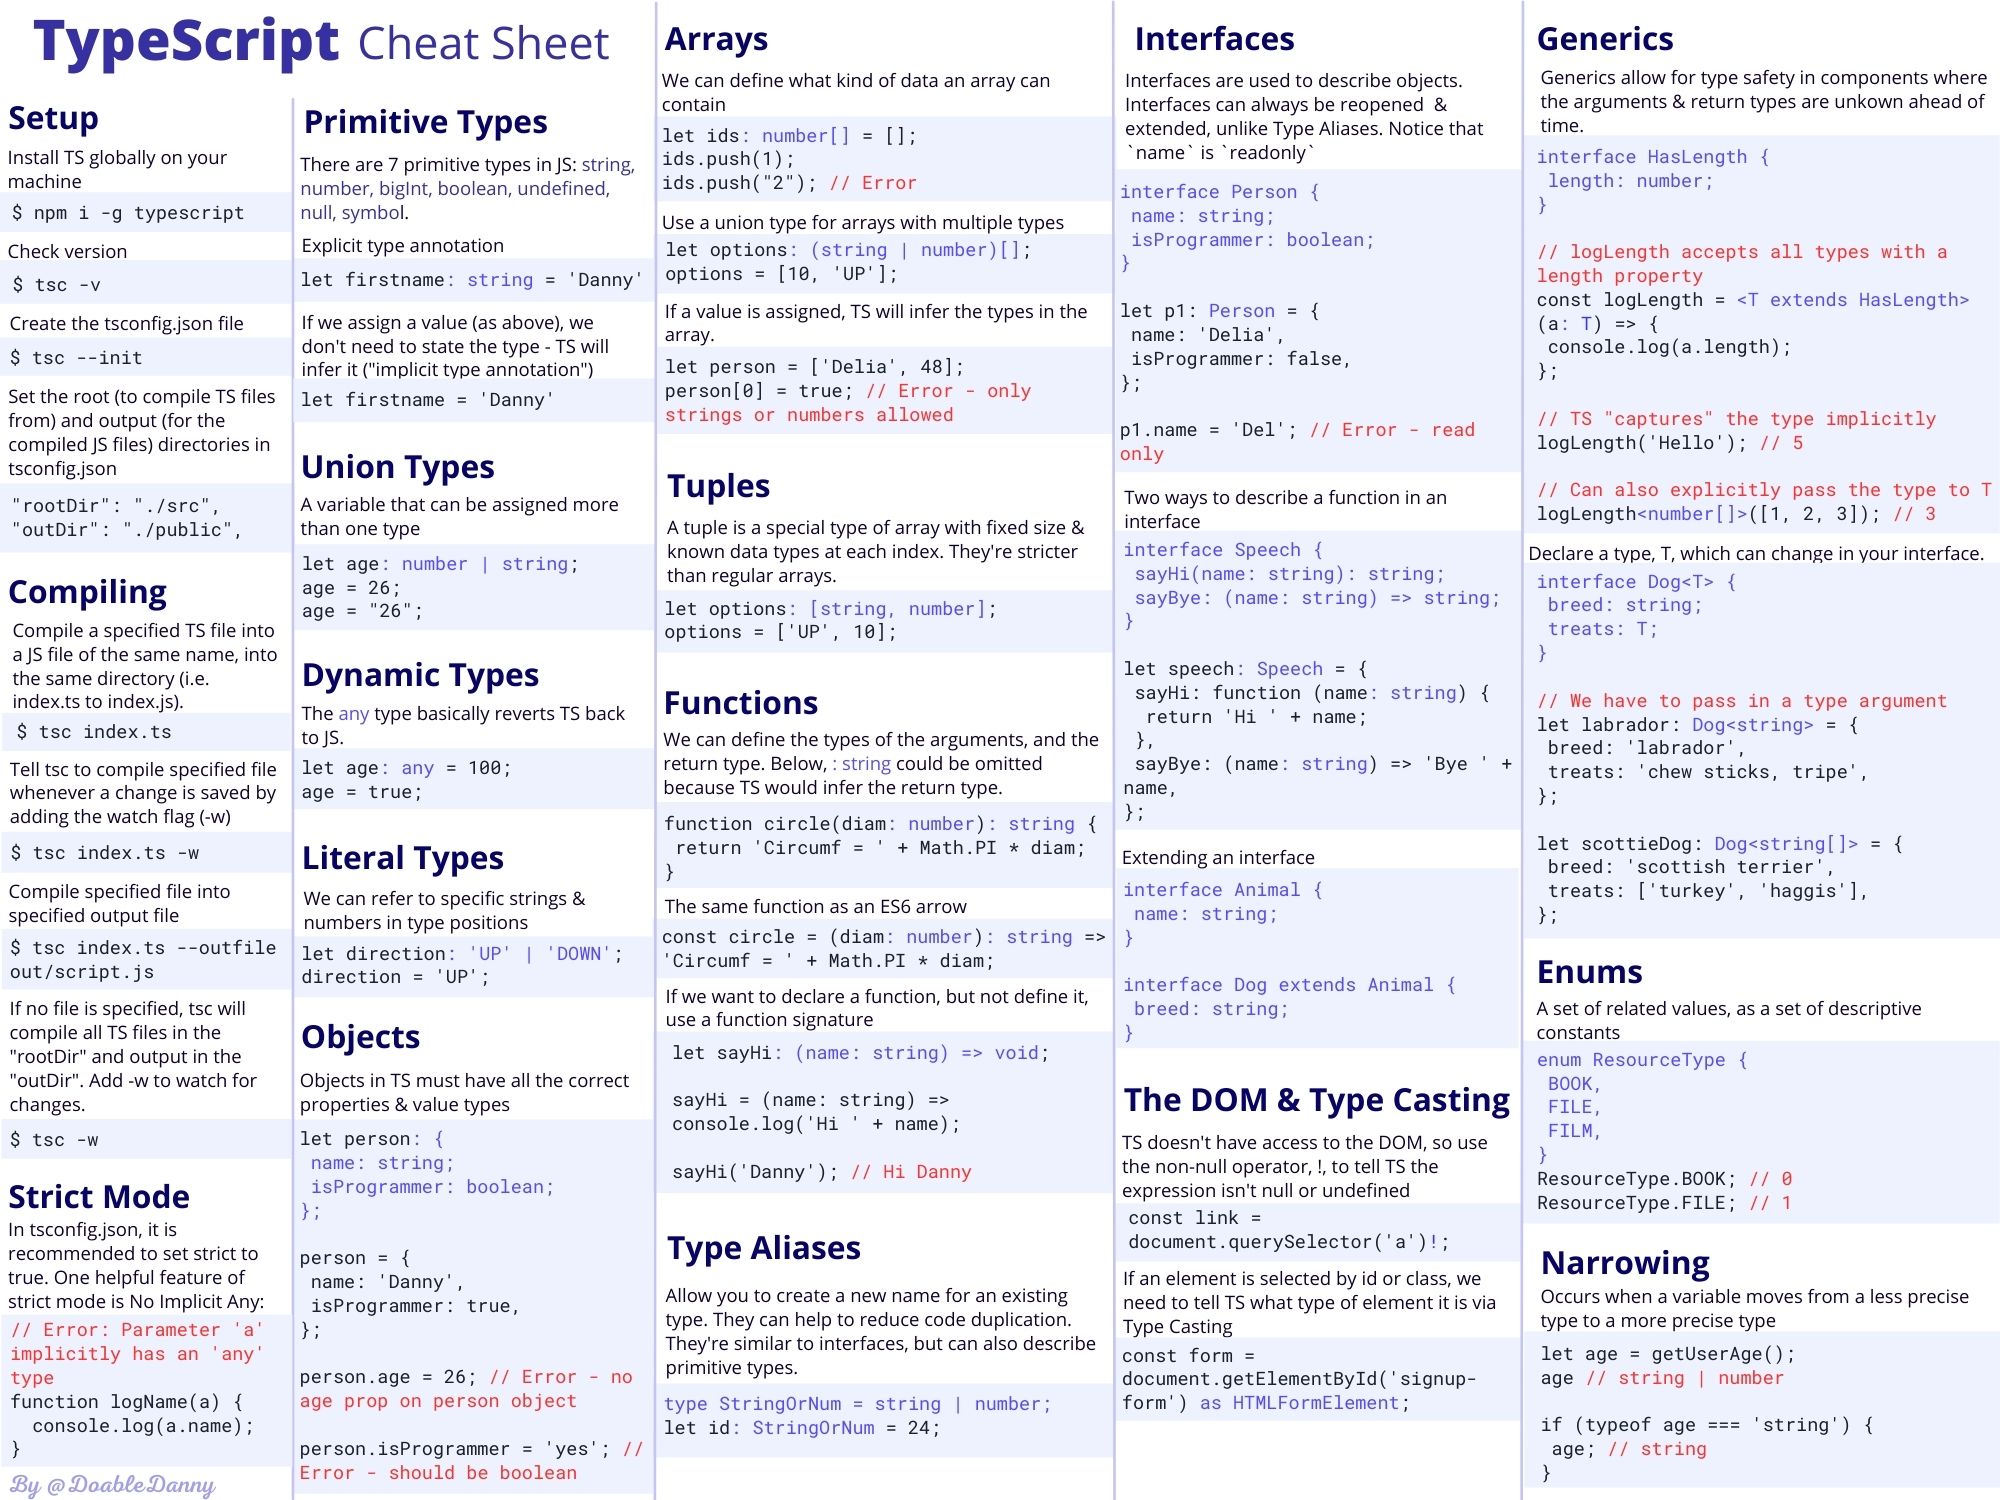 TypeScript Cheat Sheet
Setup
Install TS globally on your
machine
$ npm i -g typescript
Check version
$ tsc -v
Create the tsconfig.json file
$ tsc --init
Set the root (to compile TS files
from) and output (for the
compiled JS files) directories in
tsconfig.json
"rootDir": "./src",
"outDir": "./public",
Compiling
Compile a specified TS file into
a JS file of the same name, into
the same directory (i.e.
index.ts to index.js).
$ tsc index.ts
Tell tsc to compile specified file
whenever a change is saved by
adding the watch flag (-w)
$ tsc index.ts -w
Compile specified file into
specified output file
$ tsc index.ts --outfile
out/script.js
If no file is specified, tsc will
compile all TS files in the
"rootDir" and output in the
"outDir". Add -w to watch for
changes.
$ tsc -w
Strict Mode
In tsconfig.json, it is
recommended to set strict to
true. One helpful feature of
strict mode is No Implicit Any:
// Error: Parameter 'a'
implicitly has an 'any'
type
function logName(a) {
console.log(a.name);
}
By @DoableDanny
Primitive Types
There are 7 primitive types in JS: string,
number, bigInt, boolean, undefined,
null, symbol.
Explicit type annotation
let firstname: string = 'Danny'
If we assign a value (as above), we
don't need to state the type - TS will
infer it ("implicit type annotation")
let firstname = 'Danny'
Union Types
A variable that can be assigned more
than one type
let age: number | string;
age = 26;
age = "26";
Dynamic Types
The any type basically reverts TS back
to JS.
let age: any = 100;
age = true;
Literal Types
We can refer to specific strings &
numbers in type positions
let direction: 'UP' | 'DOWN';
direction = 'UP';
Objects
Objects in TS must have all the correct
properties & value types
let person: {
name: string;
isProgrammer: boolean;
};
person = {
name: 'Danny',
isProgrammer: true,
};
person.age = 26; // Error - no
age prop on person object
person.isProgrammer = 'yes'; //
Error - should be boolean
Arrays
We can define what kind of data an array can
contain
let ids: number[] = [];
ids.push(1);
ids.push("2"); // Error
Use a union type for arrays with multiple types
let options: (string | number)[];
options = [10, 'UP'];
If a value is assigned, TS will infer the types in the
array.
let person = ['Delia', 48];
person[0] = true; // Error - only
strings or numbers allowed
Tuples
A tuple is a special type of array with fixed size &
known data types at each index. They're stricter
than regular arrays.
let options: [string, number];
options = ['UP', 10];
Functions
We can define the types of the arguments, and the
return type. Below, : string could be omitted
because TS would infer the return type.
function circle(diam: number): string {
return 'Circumf = ' + Math.PI * diam;
}
The same function as an ES6 arrow
const circle = (diam: number): string =>
'Circumf = ' + Math.PI * diam;
If we want to declare a function, but not define it,
use a function signature
let sayHi: (name: string) => void;
sayHi = (name: string) =>
console.log('Hi ' + name);
sayHi('Danny'); // Hi Danny
Type Aliases
Allow you to create a new name for an existing
type. They can help to reduce code duplication.
They're similar to interfaces, but can also describe
primitive types.
type StringOrNum = string | number;
let id: StringOrNum = 24;
Interfaces
Interfaces are used to describe objects.
Interfaces can always be reopened &
extended, unlike Type Aliases. Notice that
`name` is `readonly`
interface Person {
name: string;
isProgrammer: boolean;
}
let p1: Person = {
name: 'Delia',
isProgrammer: false,
};
p1.name = 'Del'; // Error - read
only
Two ways to describe a function in an
interface
interface Speech {
sayHi(name: string): string;
sayBye: (name: string) => string;
}
let speech: Speech = {
sayHi: function (name: string) {
return 'Hi ' + name;
},
sayBye: (name: string) => 'Bye ' +
name,
};
Extending an interface
interface Animal {
name: string;
}
interface Dog extends Animal {
breed: string;
}
The DOM & Type Casting
TS doesn't have access to the DOM, so use
the non-null operator, !, to tell TS the
expression isn't null or undefined
const link =
document.querySelector('a')!;
If an element is selected by id or class, we
need to tell TS what type of element it is via
Type Casting
const form =
document.getElementById('signup-
form') as HTMLFormElement;
Generics
Generics allow for type safety in components where
the arguments & return types are unkown ahead of
time.
interface HasLength {
length: number;
}
// logLength accepts all types with a
length property
const logLength = <T extends HasLength>
(a: T) => {
console.log(a.length);
};
// TS "captures" the type implicitly
logLength('Hello'); // 5
// Can also explicitly pass the type to T
logLength<number[]>([1, 2, 3]); // 3
Declare a type, T, which can change in your interface.
interface Dog<T> {
breed: string;
treats: T;
}
// We have to pass in a type argument
let labrador: Dog<string> = {
breed: 'labrador',
treats: 'chew sticks, tripe',
};
let scottieDog: Dog<string[]> = {
breed: 'scottish terrier',
treats: ['turkey', 'haggis'],
};
Enums
A set of related values, as a set of descriptive
constants
enum ResourceType {
BOOK,
FILE,
FILM,
}
ResourceType.BOOK; // 0
ResourceType.FILE; // 1
Narrowing
Occurs when a variable moves from a less precise
type to a more precise type
let age = getUserAge();
age // string | number
if (typeof age === 'string') {
age; // string
}